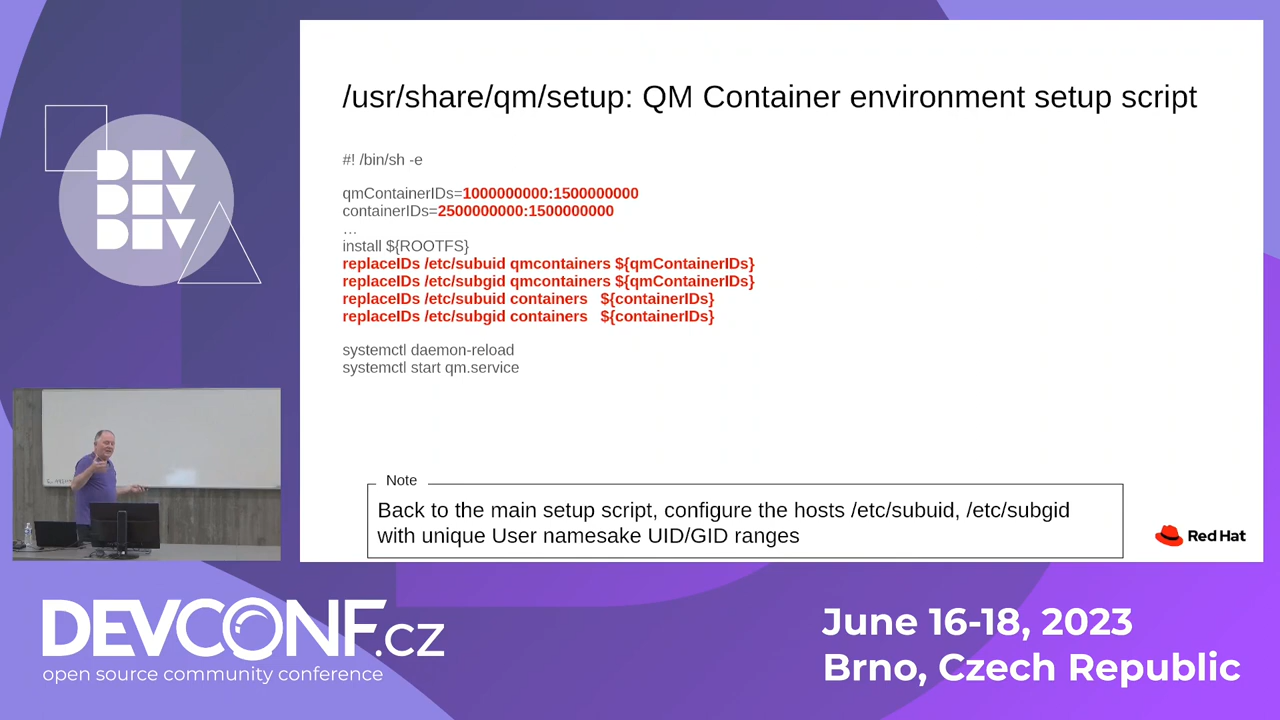 /usr/share/qm/setup: QM Container environment setup script
#! /bin/sh -e
qmContainerIDs=1000000000:1500000000
containerIDs=2500000000:1500000000
…
install ${ROOTFS}
replaceIDs /etc/subuid qmcontainers ${qmContainerIDs}
replaceIDs /etc/subgid qmcontainers ${qmContainerIDs}
replaceIDs /etc/subuid containers ${containerIDs}
replaceIDs /etc/subgid containers ${containerIDs}
systemctl daemon-reload
systemctl start qm.service
Note
Back to the main setup script, configure the hosts /etc/subuid, /etc/subgid
with unique User namesake UID/GID ranges
Red Hat
DEV
DEV
DEV
DEVCONF.CZ
open source community conference
June 16-18, 2023
Brno, Czech Republic